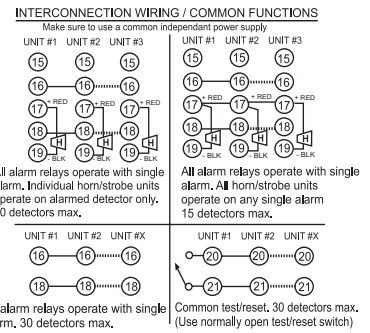 INTERCONNECTION WIRING / COMMON FUNCTIONS
Make sure to use a common independant power supply
UNIT #1 UNIT #2 UNIT #3
15 15 15
16 16 16
+ RED + RED + RED
17 17 17
18 18 18
H H H
19 19 19
- BLK - BLK - BLK
ll alarm relays operate with single
larm. Individual horn/strobe units
perate on alarmed detector only.
0 detectors max.
UNIT #1 UNIT #2 UNIT #3
15 15 15
16 16 16
+ RED + RED + RED
17 17 17
18 18 18
H H H
19 19 19
- BLK - BLK - BLK
All alarm relays operate with single
alarm. All horn/strobe units
operate on any single alarm
15 detectors max.
UNIT #1 UNIT #2 UNIT #X
16 16 16
18 18 18
alarm relays operate with single
rm. 30 detectors max.
UNIT #1 UNIT #2 UNIT #X
20 20 20
21 21 21
Common test/reset. 30 detectors max.
(Use normally open test/reset switch)